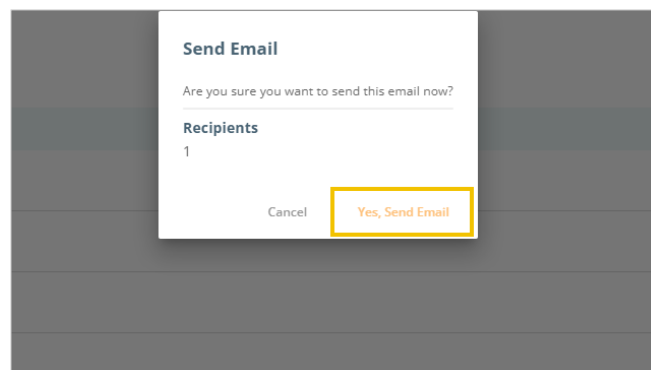 Send Email
Are you sure you want to send this email now?
Recipients
1
Cancel
Yes, Send Email